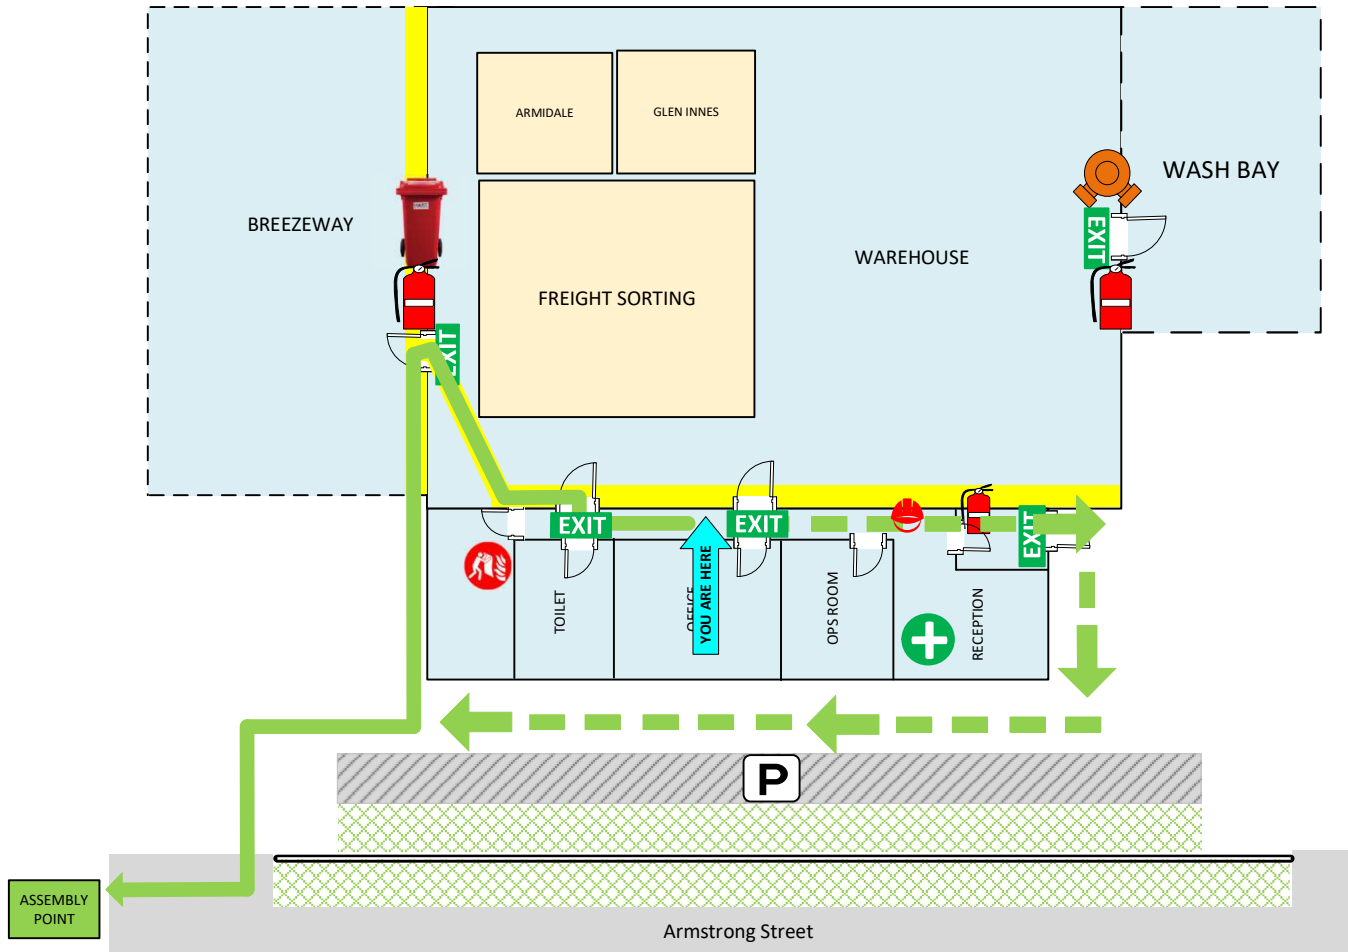 ARMIDALE
GLEN INNES
WASH BAY
BREEZEWAY
EXIT
WAREHOUSE
FREIGHT SORTING
EXIT
EXIT
EXIT
EXIT
TOILET
OFFICE
YOU ARE HERE
OPS ROOM
RECEPTION
P
ASSEMBLY
POINT
Armstrong Street